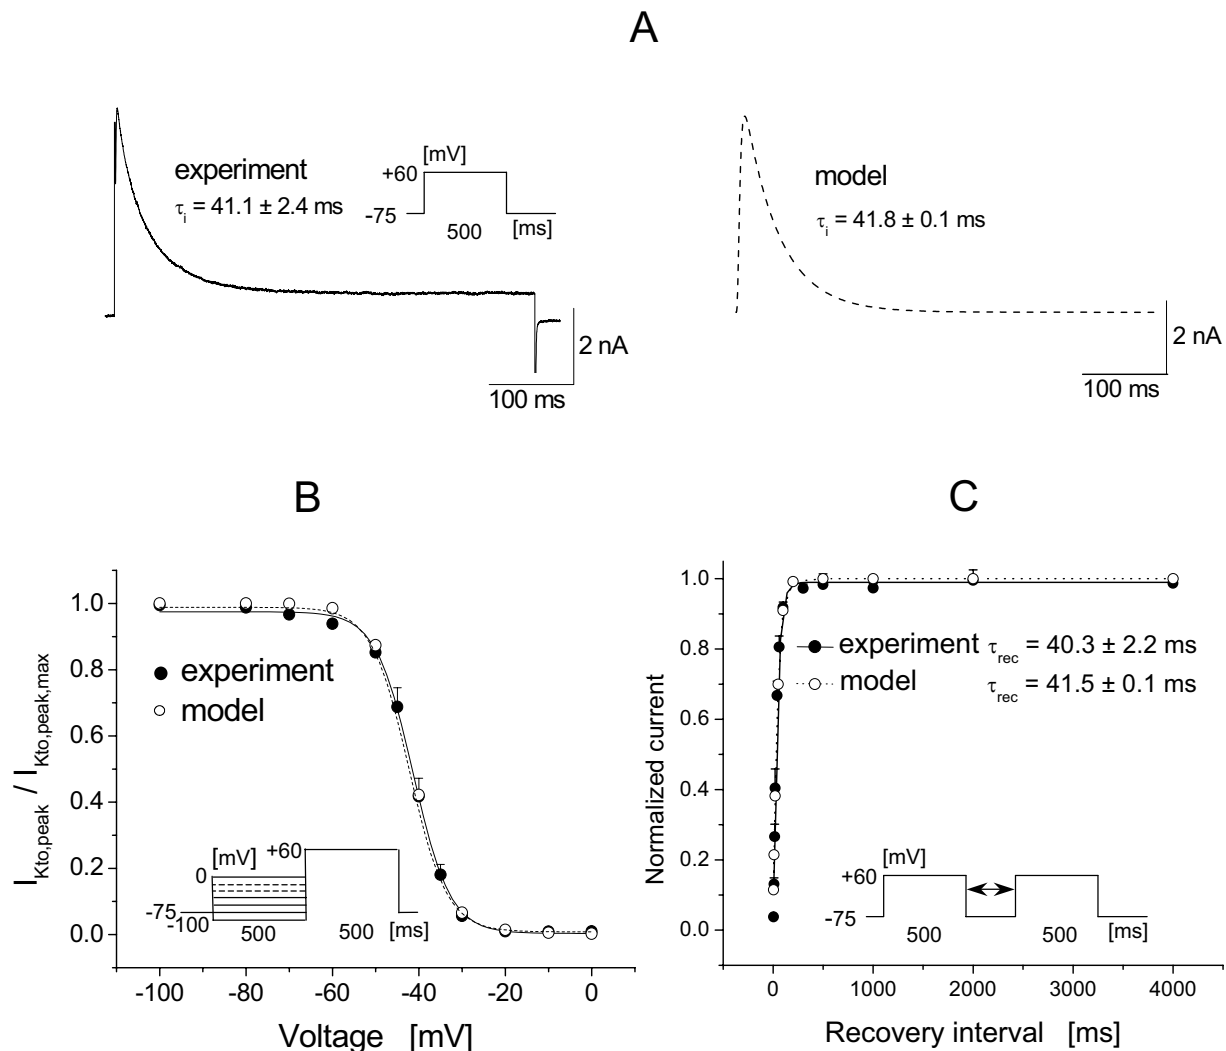 A
experiment
τi = 41.1 ± 2.4 ms
[mV]
+60
-75
500
[ms]
2 nA
100 ms
model
τi = 41.8 ± 0.1 ms
2 nA
100 ms
B
IKto,peak / IKto,peak,max
1.0
0.8
0.6
0.4
0.2
0.0
experiment
model
[mV]
+60
0
-75
-100
500
500
[ms]
-100
-80
-60
-40
-20
0
Voltage [mV]
C
Normalized current
1.0
0.8
0.6
0.4
0.2
0.0
experiment τrec = 40.3 ± 2.2 ms
model τrec = 41.5 ± 0.1 ms
[mV]
+60
-75
500
500
[ms]
0
1000
2000
3000
4000
Recovery interval [ms]